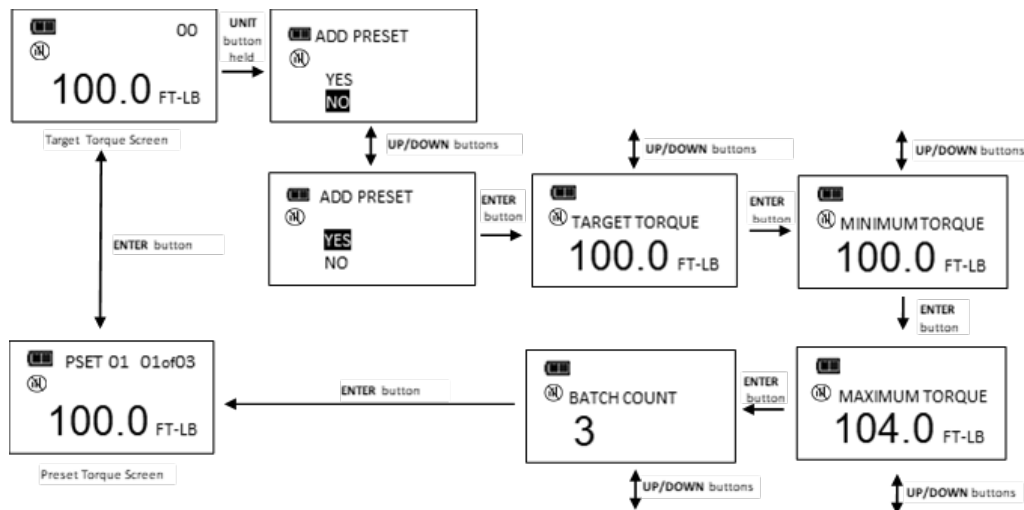 00
100.0 FT-LB
Target Torque Screen
UNIT
button
held
ADD PRESET
YES
NO
UP/DOWN buttons
ADD PRESET
YES
NO
ENTER
button
UP/DOWN buttons
TARGET TORQUE
100.0 FT-LB
ENTER
button
UP/DOWN buttons
MINIMUM TORQUE
100.0 FT-LB
ENTER
button
MAXIMUM TORQUE
104.0 FT-LB
UP/DOWN buttons
ENTER
button
BATCH COUNT
3
UP/DOWN buttons
ENTER button
PSET 01 01of03
100.0 FT-LB
Preset Torque Screen
ENTER button